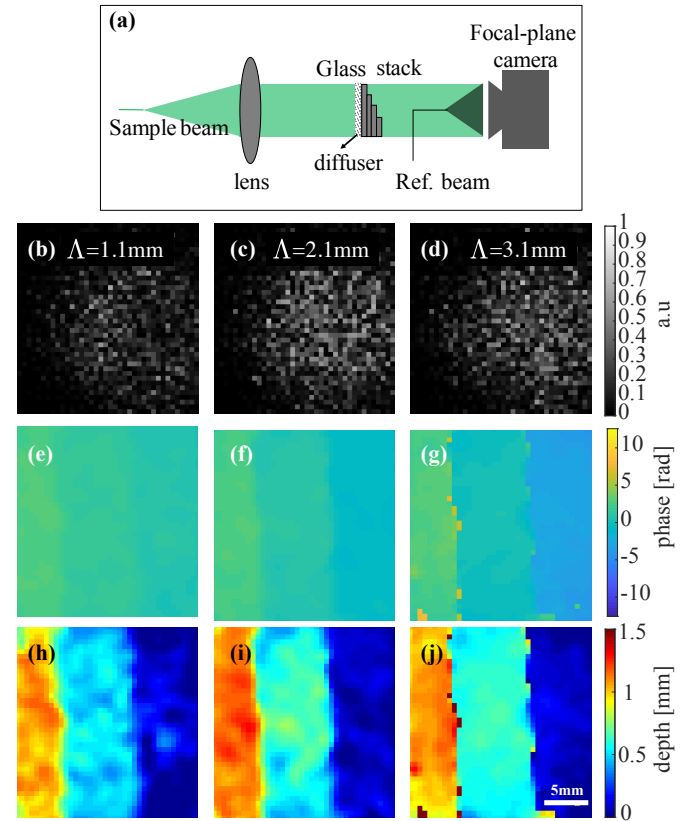 (a)
Focal-plane
camera
Glass stack
Sample beam
diffuser
lens
Ref. beam
(b) Λ=1.1mm
(c) Λ=2.1mm
(d) Λ=3.1mm
1
0.9
0.8
0.7
0.6
0.5
0.4
0.3
0.2
0.1
0
a.u
(e)
(f)
(g)
10
5
0
-5
-10
phase [rad]
(h)
(i)
(j)
5mm
1.5
1
0.5
0
depth [mm]